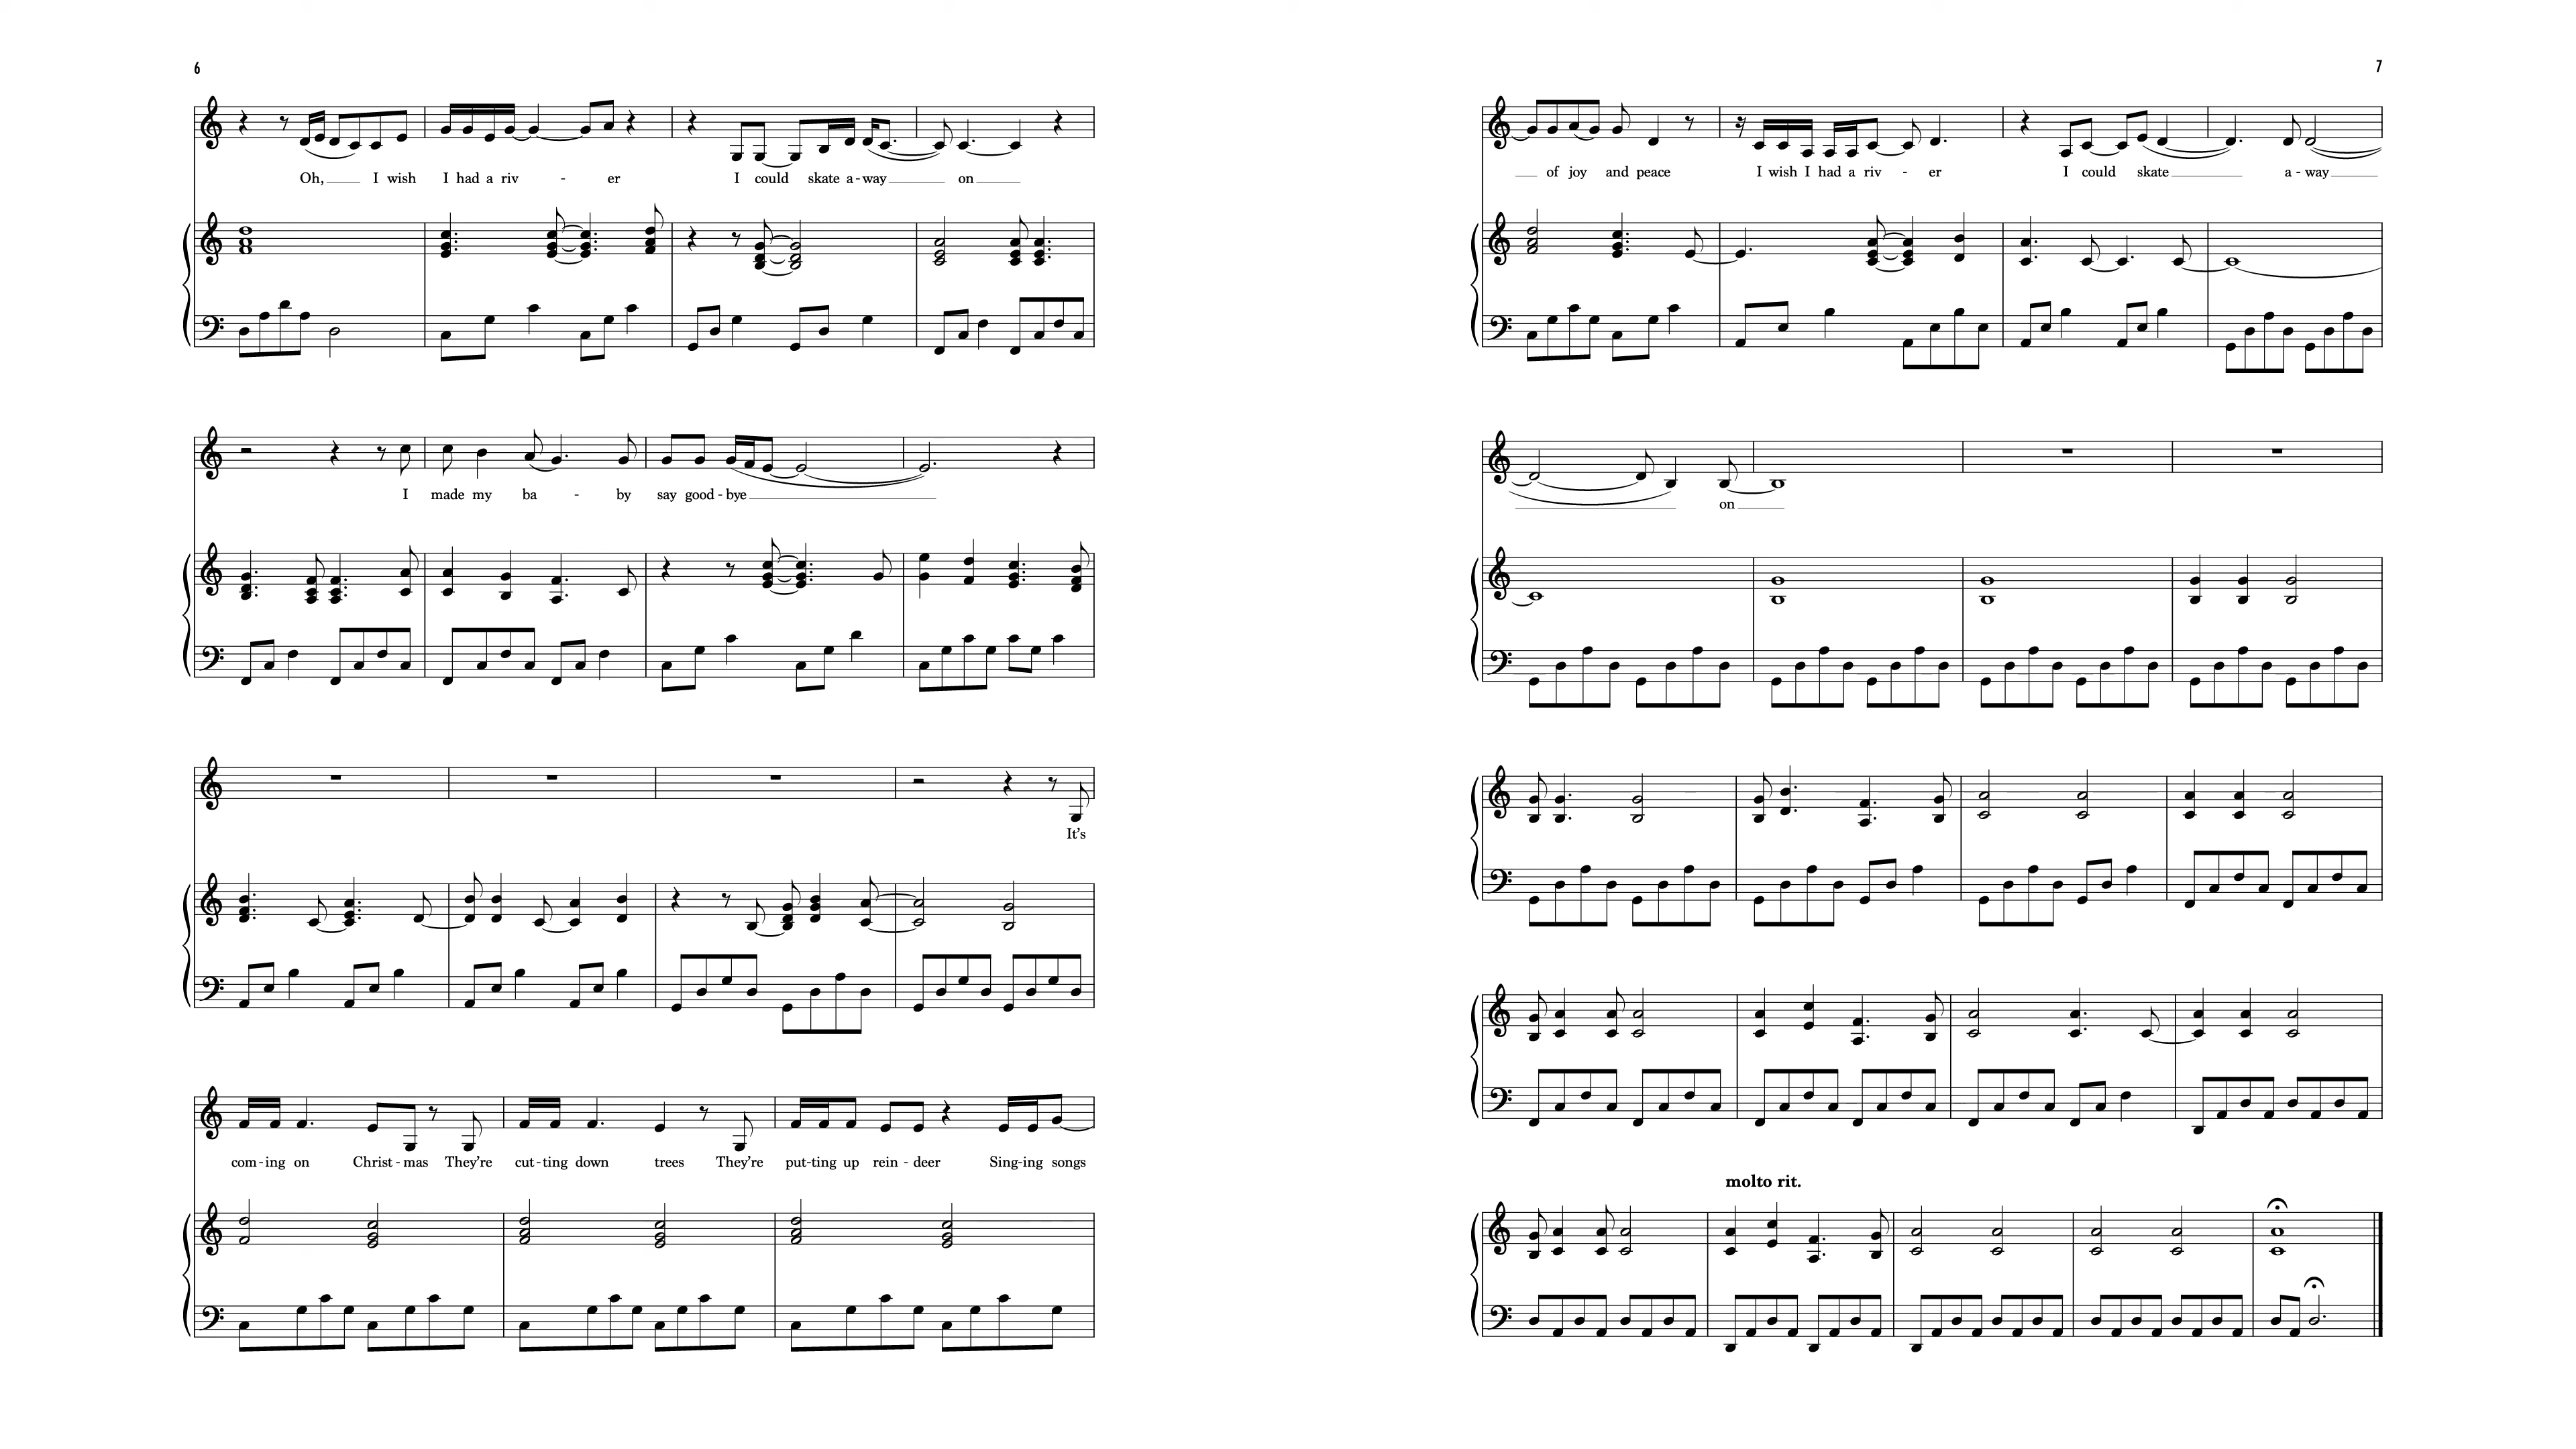 6
Oh, I wish I had a riv - er I could skate a - way on
I made my ba - by say good - bye
It's
com - ing on Christ - mas They're cut - ting down trees They're put - ting up rein - deer Sing - ing songs
7
of joy and peace I wish I had a riv - er I could skate a - way
on
molto rit.